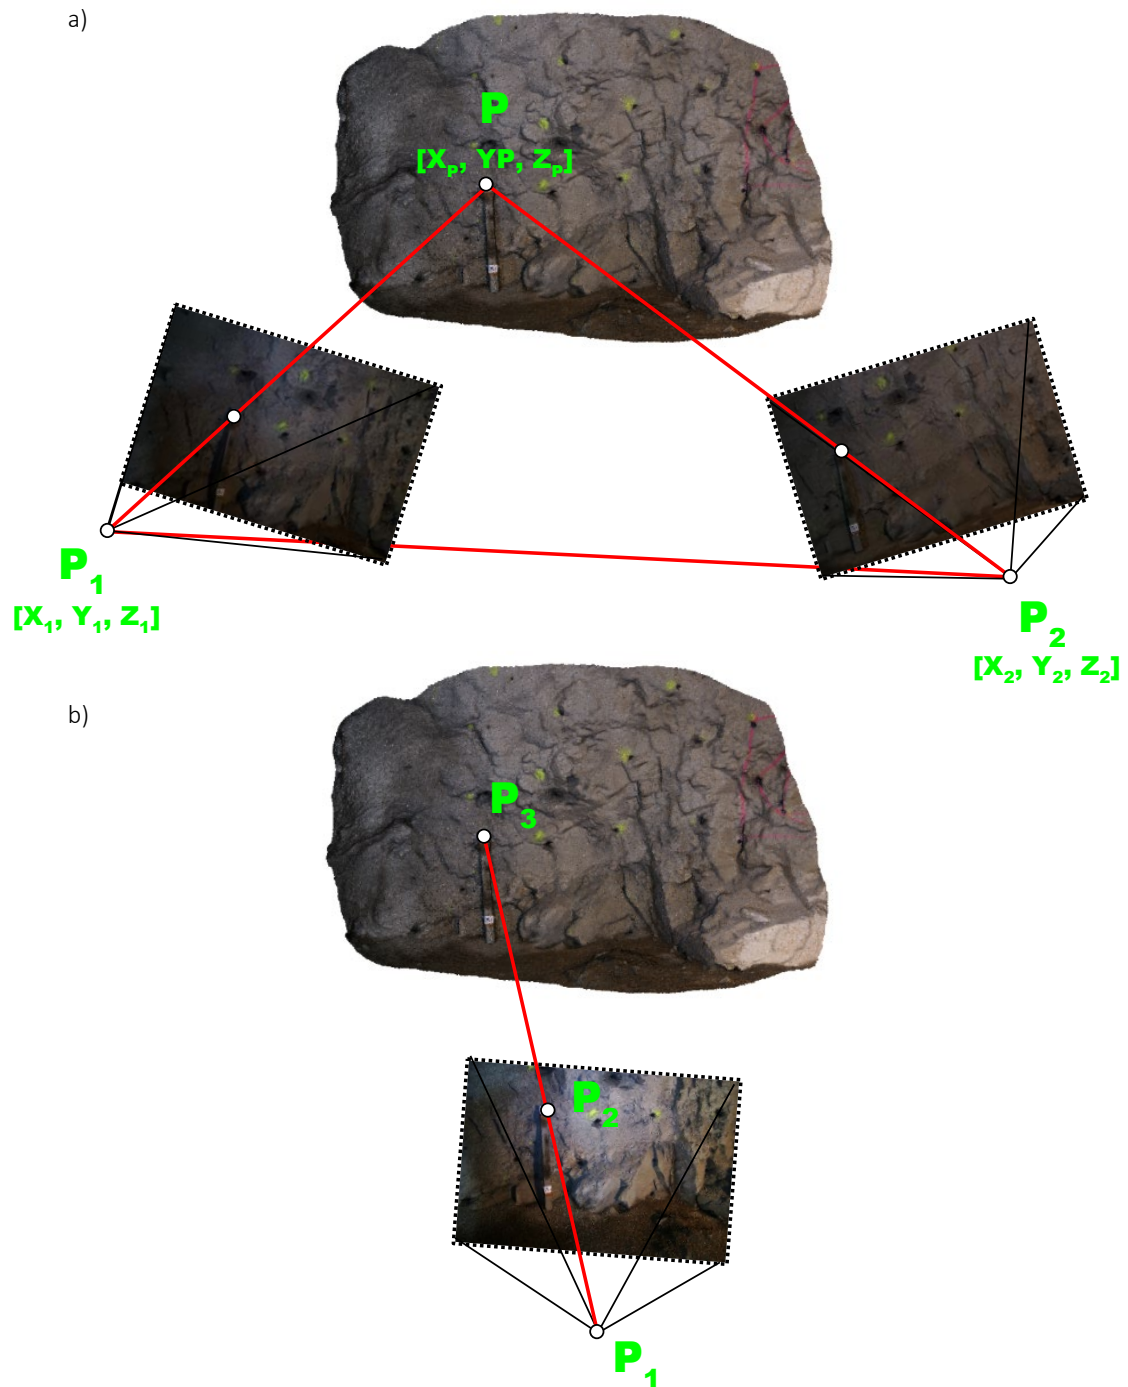 a)
P
[Xp, YP, Zp]
P1
[X1, Y1, Z1]
P2
[X2, Y2, Z2]
b)
P3
P2
P1